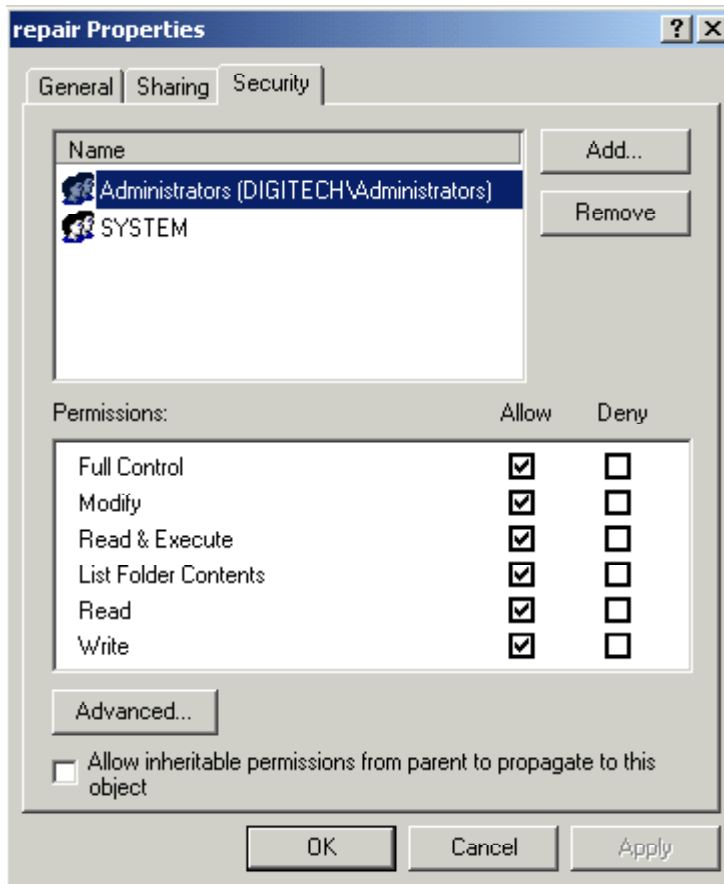 repair Properties
General Sharing Security
Name
Add...
Administrators (DIGITECH\Administrators)
SYSTEM
Remove
Permissions: Allow Deny
Full Control
Modify
Read & Execute
List Folder Contents
Read
Write
Advanced...
Allow inheritable permissions from parent to propagate to this
object
OK Cancel Apply